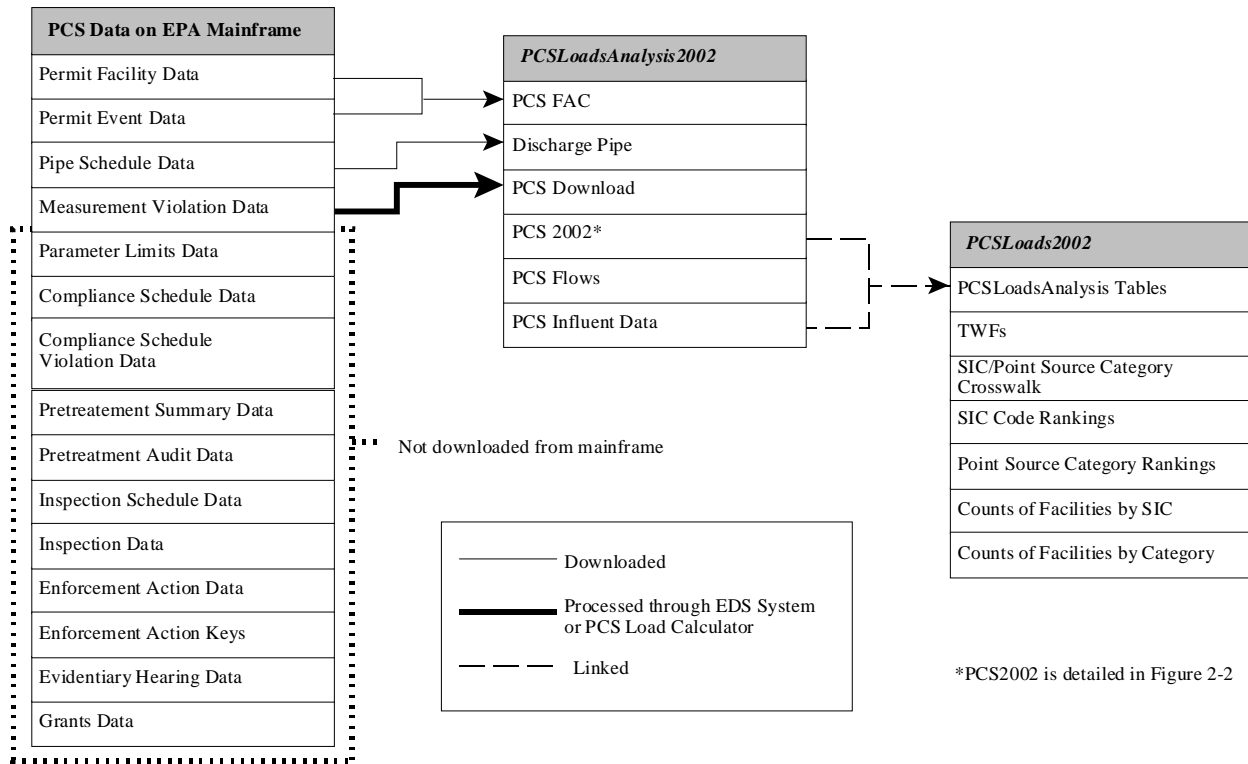 PCS Data on EPA Mainframe
Permit Facility Data
Permit Event Data
Pipe Schedule Data
Measurement Violation Data
Parameter Limits Data
Compliance Schedule Data
Compliance Schedule
Violation Data
Pretreatement Summary Data
Pretreatment Audit Data
Inspection Schedule Data
Inspection Data
Enforcement Action Data
Enforcement Action Keys
Evidentiary Hearing Data
Grants Data
PCSLoadsAnalysis2002
PCS FAC
Discharge Pipe
PCS Download
PCS 2002*
PCS Flows
PCS Influent Data
Not downloaded from mainframe
Downloaded
Processed through EDS System
or PCS Load Calculator
Linked
PCSLoads2002
PCSLoadsAnalysis Tables
TWFs
SIC/Point Source Category
Crosswalk
SIC Code Rankings
Point Source Category Rankings
Counts of Facilities by SIC
Counts of Facilities by Category
*PCS2002 is detailed in Figure 2-2